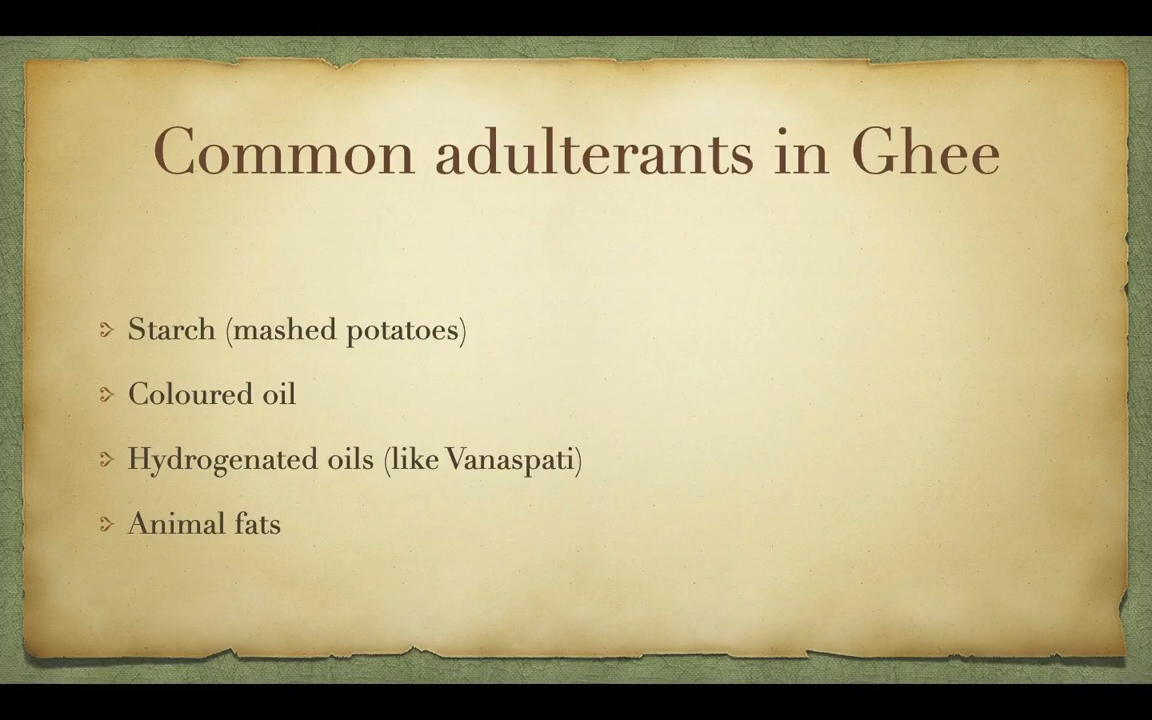 Common adulterants in Ghee
Starch (mashed potatoes)
Coloured oil
Hydrogenated oils (like Vanaspati)
Animal fats